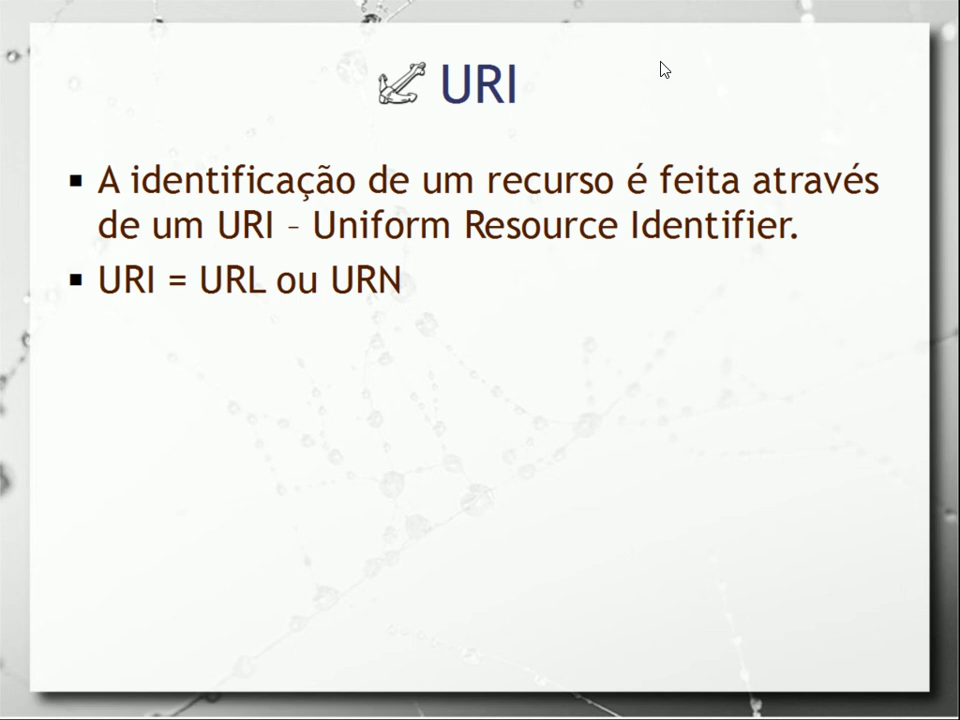 URI
A identificação de um recurso é feita através
de um URI – Uniform Resource Identifier.
URI = URL ou URN